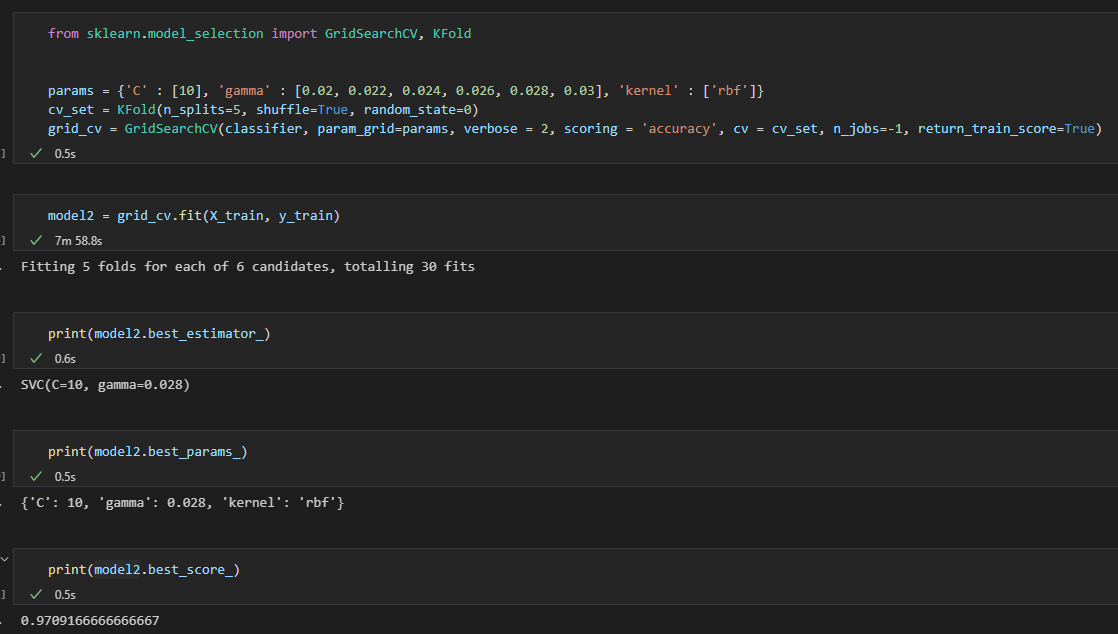 from sklearn.model_selection import GridSearchCV, KFold
params = {'C' : [10], 'gamma' : [0.02, 0.022, 0.024, 0.026, 0.028, 0.03], 'kernel' : ['rbf']}
cv_set = KFold(n_splits=5, shuffle=True, random_state=0)
grid_cv = GridSearchCV(classifier, param_grid=params, verbose = 2, scoring = 'accuracy', cv = cv_set, n_jobs=-1, return_train_score=True)
] ✓ 0.5s
model2 = grid_cv.fit(X_train, y_train)
] ✓ 7m 58.8s
Fitting 5 folds for each of 6 candidates, totalling 30 fits
print(model2.best_estimator_)
] ✓ 0.6s
SVC(C=10, gamma=0.028)
print(model2.best_params_)
] ✓ 0.5s
{'C': 10, 'gamma': 0.028, 'kernel': 'rbf'}
print(model2.best_score_)
] ✓ 0.5s
0.9709166666666667